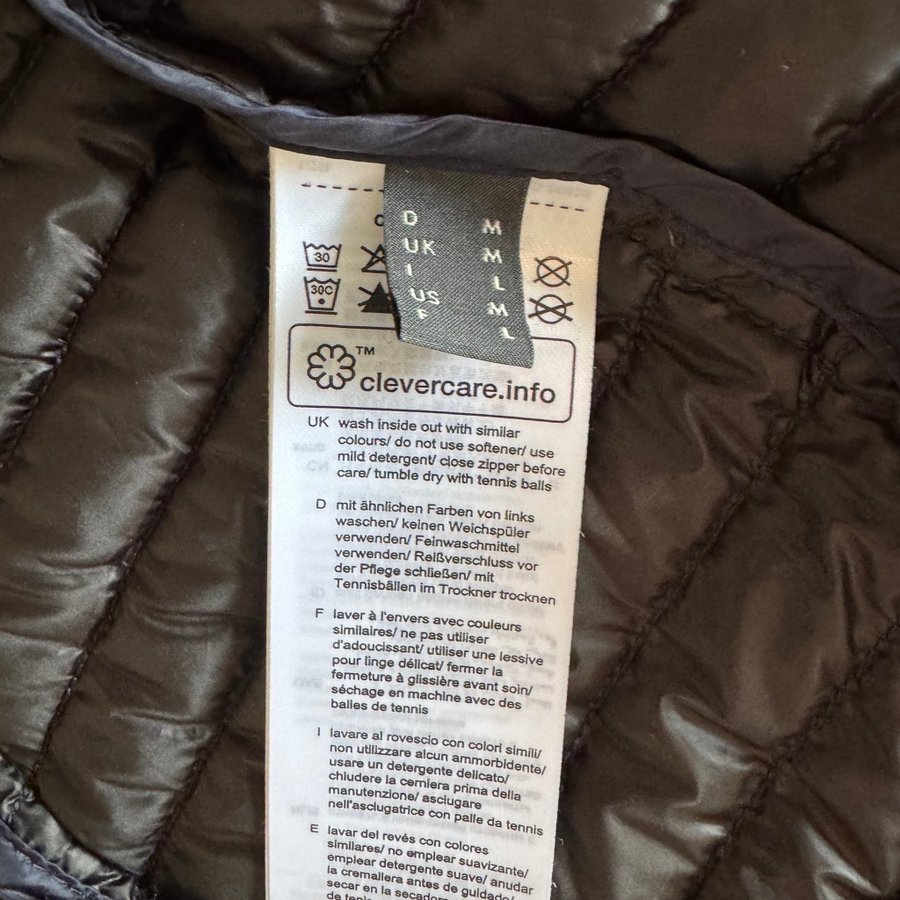 D M
UK M
I L
US M
F L
30
30C
TM
clevercare.info
UK wash inside out with similar
colours/ do not use softener/ use
mild detergent/ close zipper before
care/ tumble dry with tennis balls
D mit ähnlichen Farben von links
waschen/ keinen Weichspüler
verwenden/ Feinwaschmittel
verwenden/ Reißverschluss vor
der Pflege schließen/ mit
Tennisbällen im Trockner trocknen
F laver à l'envers avec couleurs
similaires/ ne pas utiliser
d'adoucissant/ utiliser une lessive
pour linge délicat/ fermer la
fermeture à glissière avant soin/
séchage en machine avec des
balles de tennis
I lavare al rovescio con colori simili/
non utilizzare alcun ammorbidente/
usare un detergente delicato/
chiudere la cerniera prima della
manutenzione/ asciugare
nell'asciugatrice con palle da tennis
E lavar del revés con colores
similares/ no emplear suavizante/
emplear detergente suave/ anudar
la cremallera antes de guidado/
secar en la